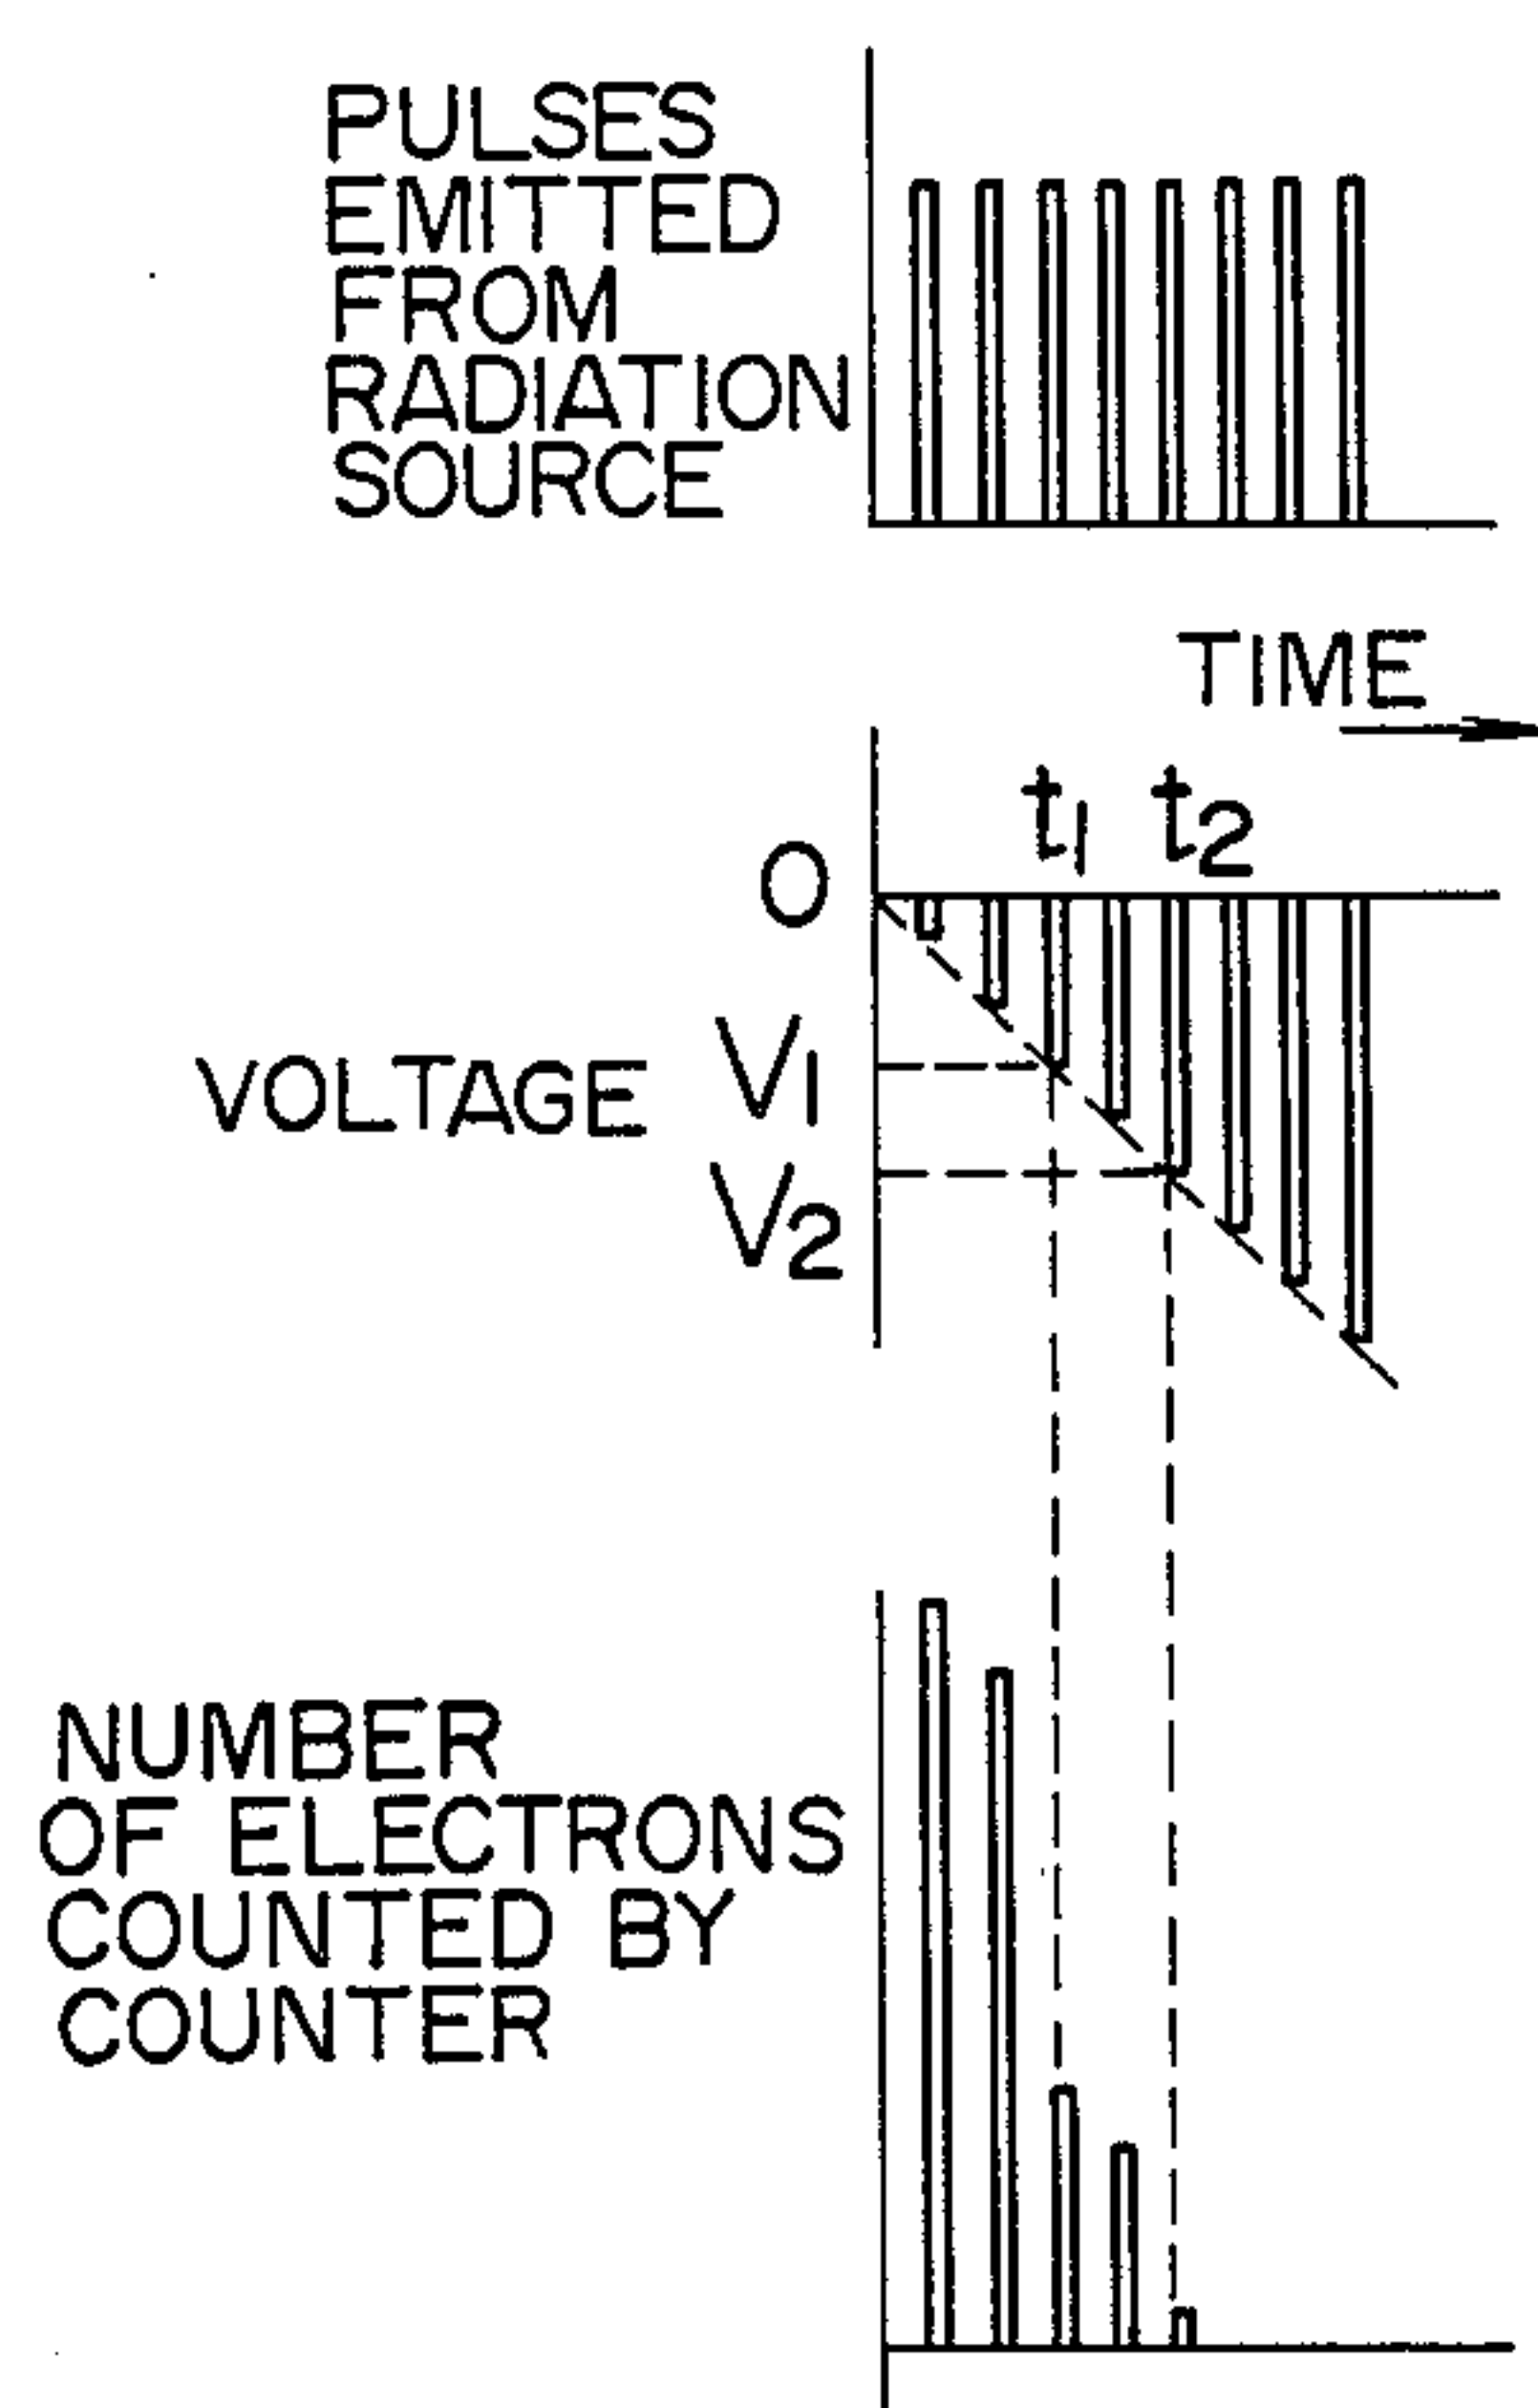 PULSES
EMITTED
FROM
RADIATION
SOURCE
TIME
t1 t2
0
VOLTAGE V1
V2
NUMBER
OF ELECTRONS
COUNTED BY
COUNTER